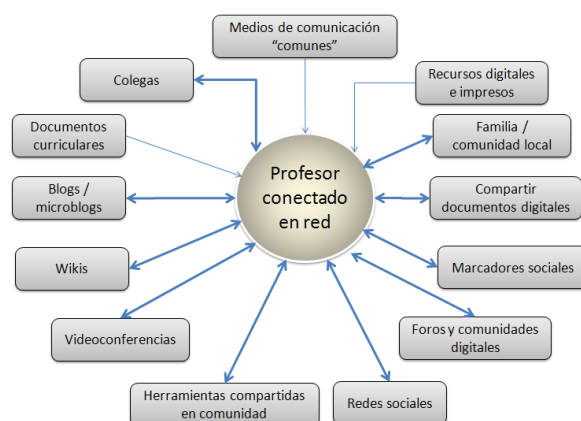 Medios de comunicación
“comunes”
Colegas
Recursos digitales
e impresos
Documentos
curriculares
Familia /
comunidad local
Profesor
conectado
en red
Blogs /
microblogs
Compartir
documentos digitales
Wikis
Marcadores sociales
Videoconferencias
Foros y comunidades
digitales
Herramientas compartidas
en comunidad
Redes sociales